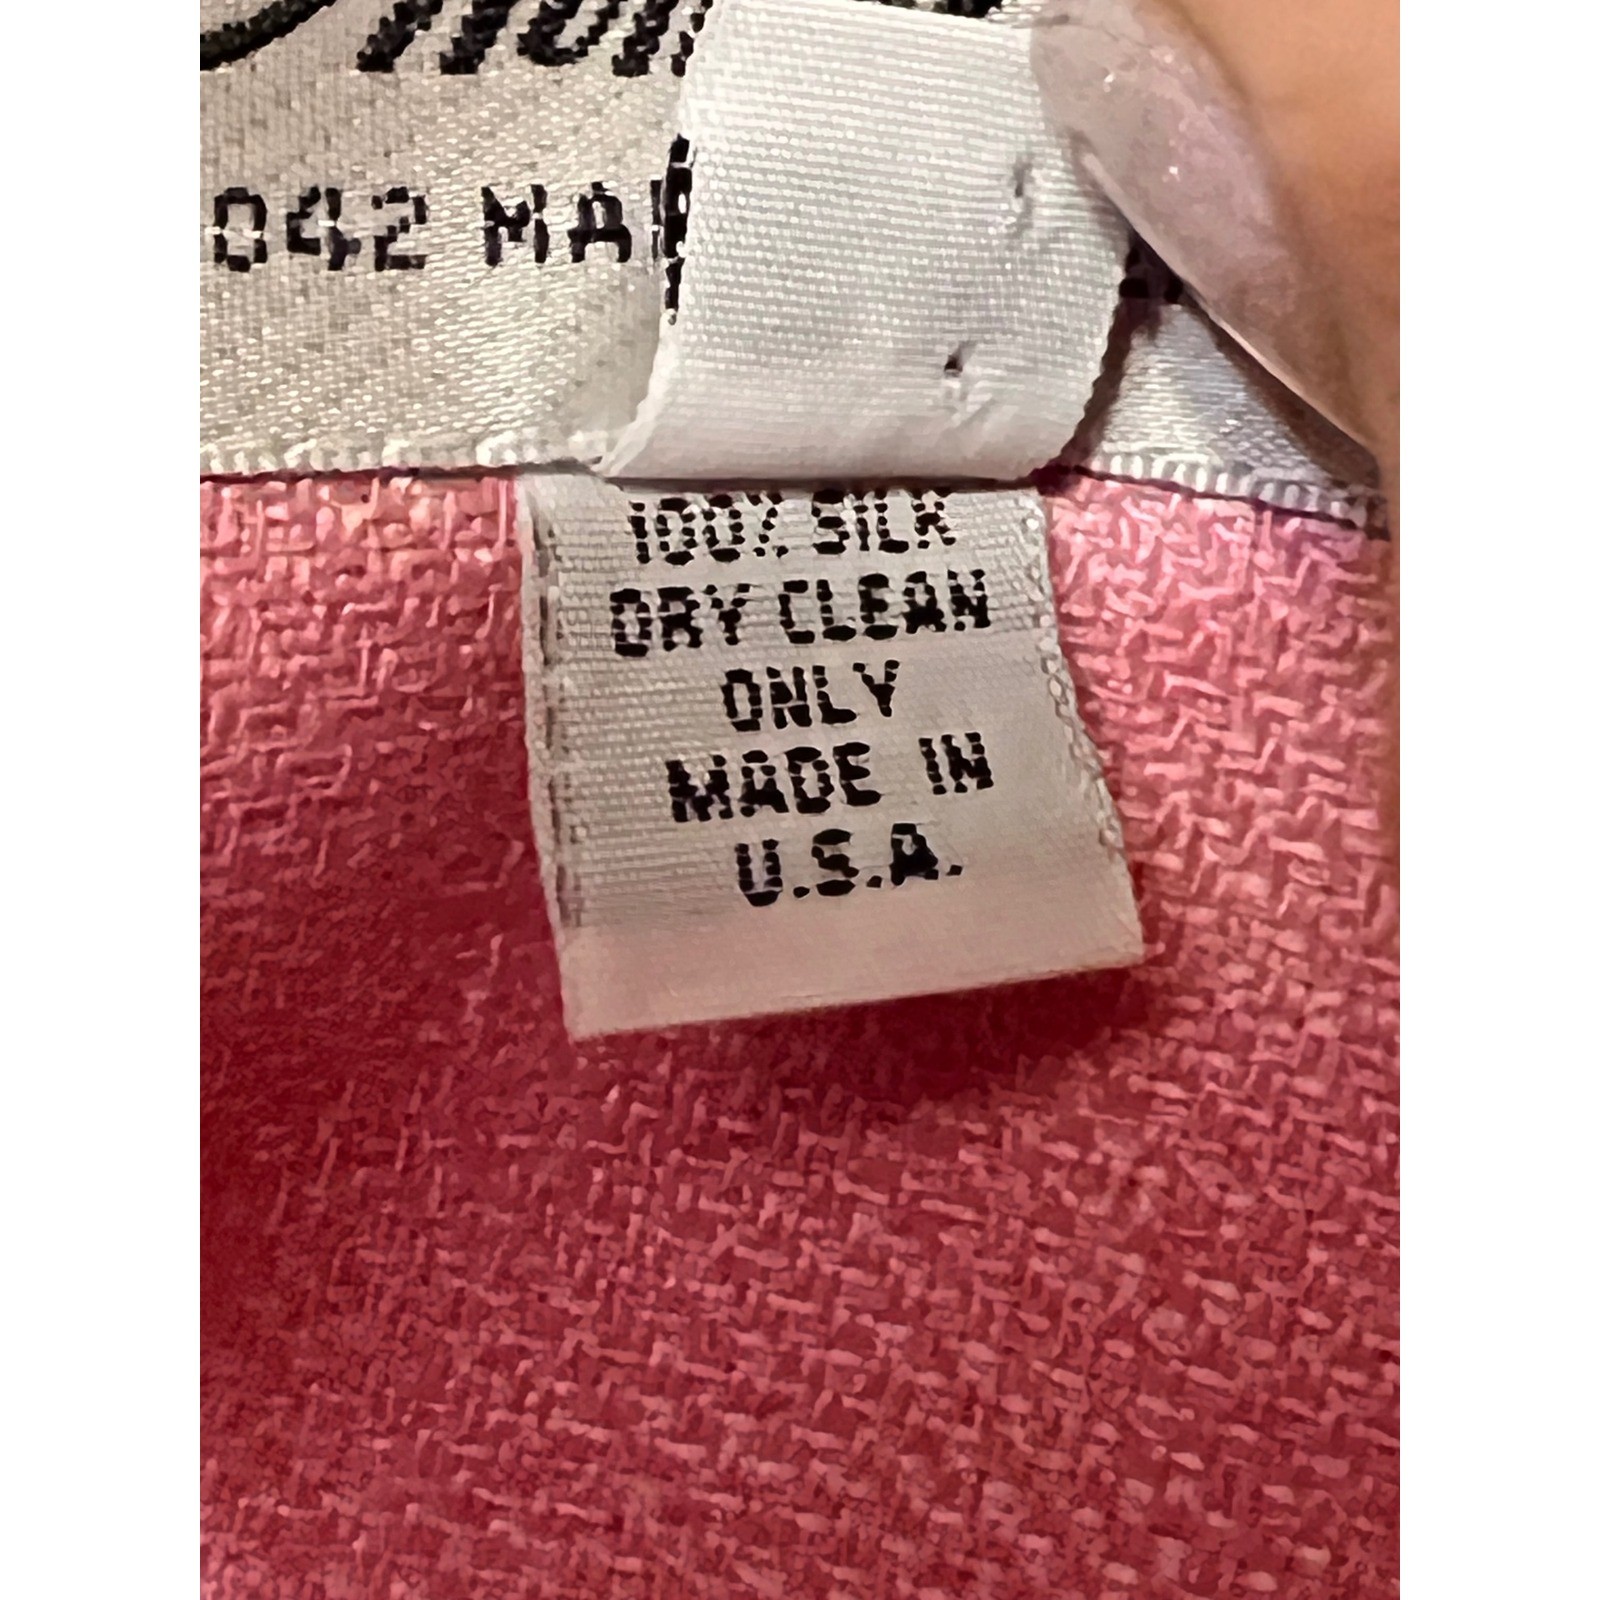 042 MA
100% SILK
DRY CLEAN
ONLY
MADE IN
U.S.A.